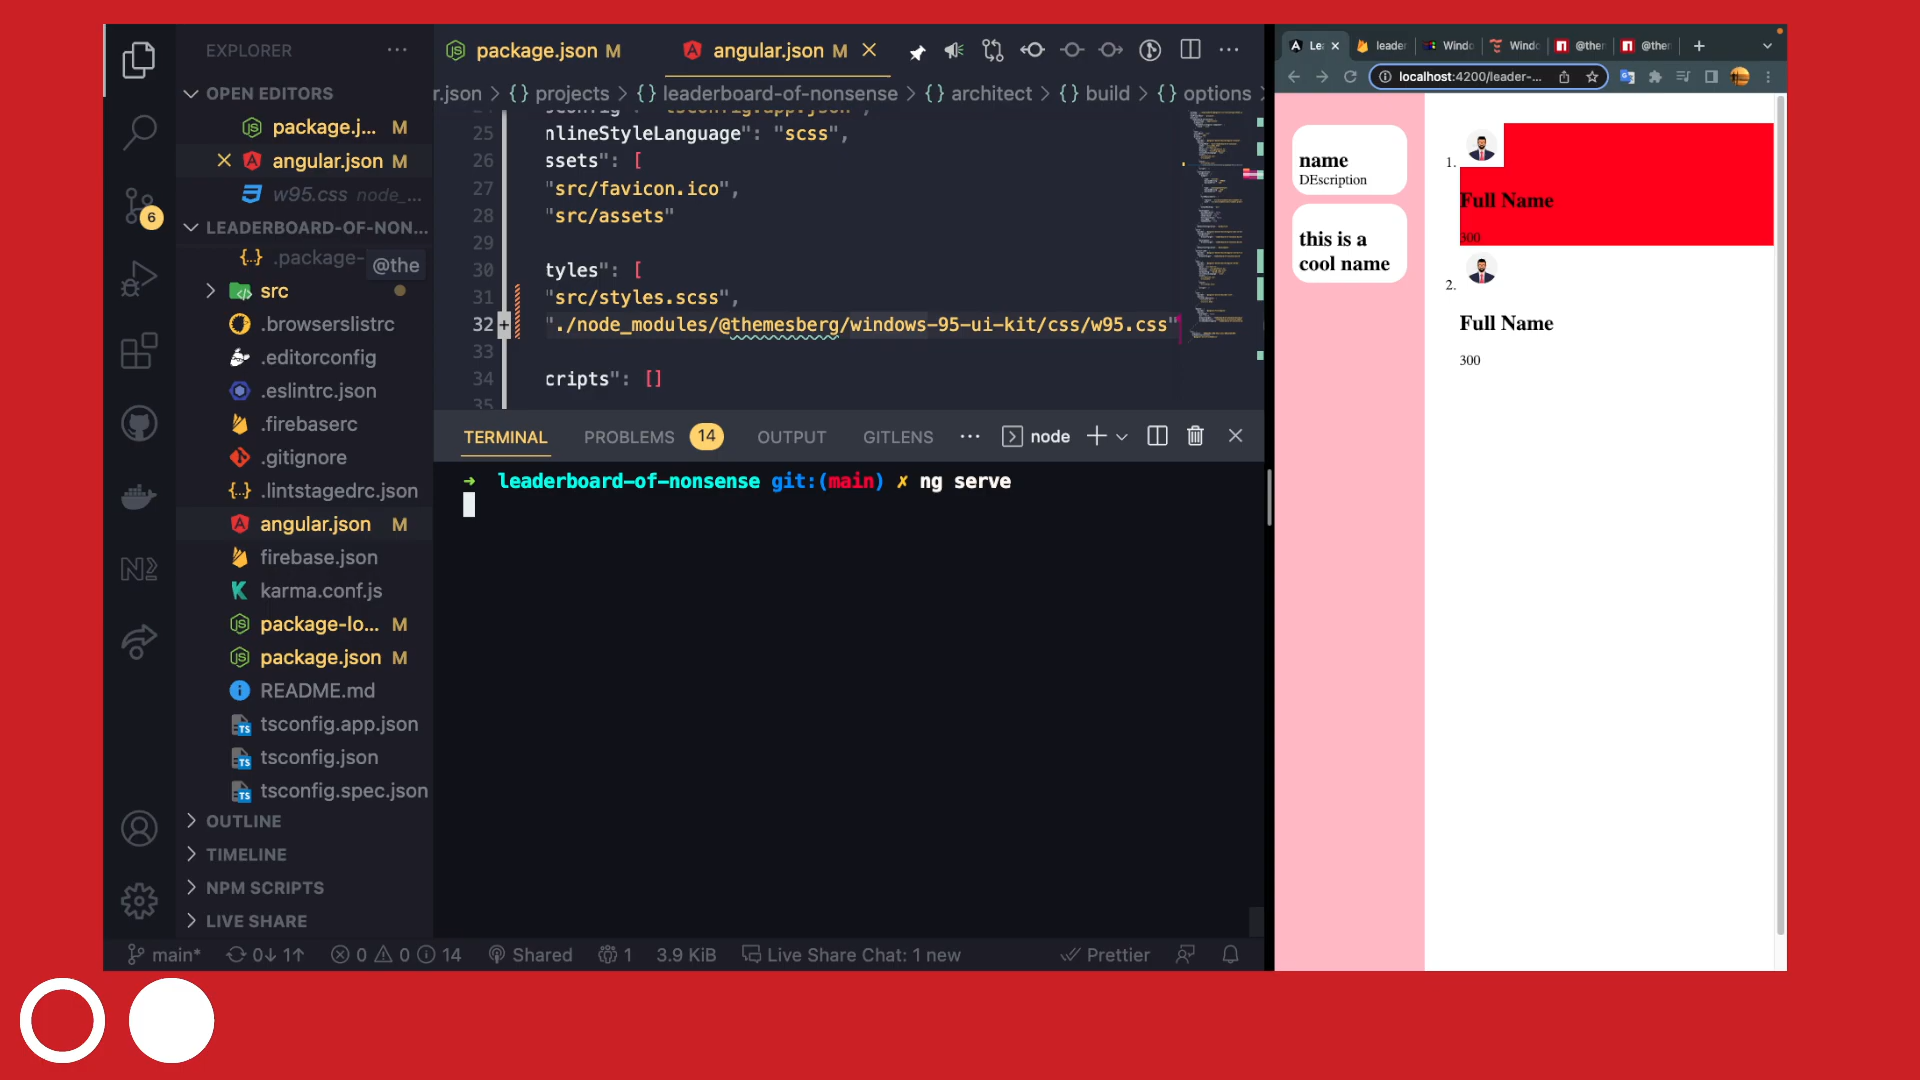 EXPLORER
OPEN EDITORS
package.j... M
angular.json M
w95.css node_...
LEADERBOARD-OF-NON...
.package-
@the
src
.browserslistrc
.editorconfig
.eslintrc.json
.firebaserc
.gitignore
.lintstagedrc.json
angular.json M
firebase.json
karma.conf.js
package-lo... M
package.json M
README.md
tsconfig.app.json
tsconfig.json
tsconfig.spec.json
OUTLINE
TIMELINE
NPM SCRIPTS
LIVE SHARE
6
package.json M
angular.json M
r.json > {} projects > {} leaderboard-of-nonsense > {} architect > {} build > {} options >
25 nlineStyleLanguage": "scss",
26 ssets": [
27 "src/favicon.ico",
28 "src/assets"
29
30 tyles": [
31 "src/styles.scss",
32 "./node_modules/@themesberg/windows-95-ui-kit/css/w95.css"
33
34 cripts": []
35
TERMINAL PROBLEMS 14 OUTPUT GITLENS ... node
→ leaderboard-of-nonsense git:(main) ✗ ng serve
main* 0↓ 1↑ 0 0 14 Shared 1 3.9 KiB Live Share Chat: 1 new Prettier
Le leader Windo Windo @ther @ther
localhost:4200/leader-...
name
DEscription
this is a
cool name
1.
Full Name
300
2.
Full Name
300